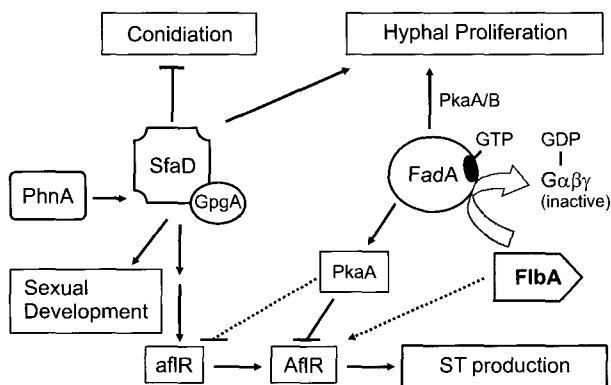 Conidiation
Hyphal Proliferation
PkaA/B
SfaD
GTP
GDP
FadA
Gαβγ
(inactive)
PhnA
GpgA
PkaA
FlbA
Sexual
Development
aflR
AflR
ST production